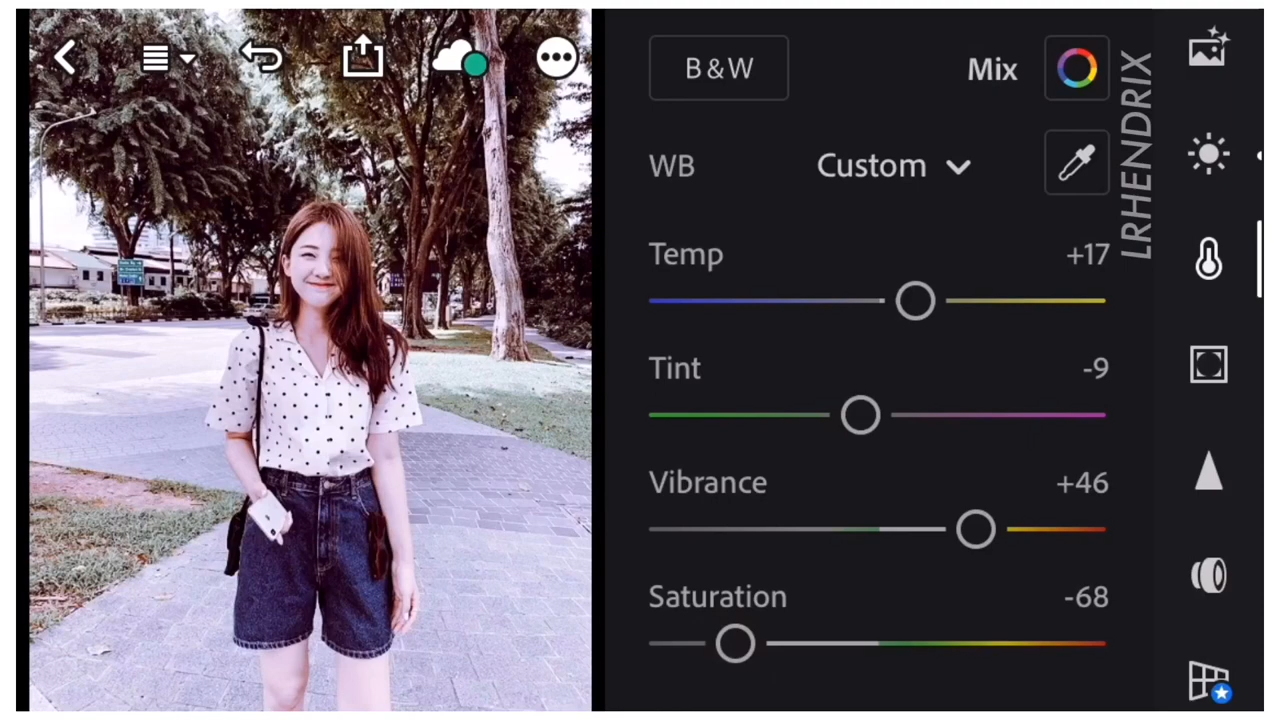 B & W
Mix
WB
Custom
Temp
+17
Tint
-9
Vibrance
+46
Saturation
-68
LRHENDRIX